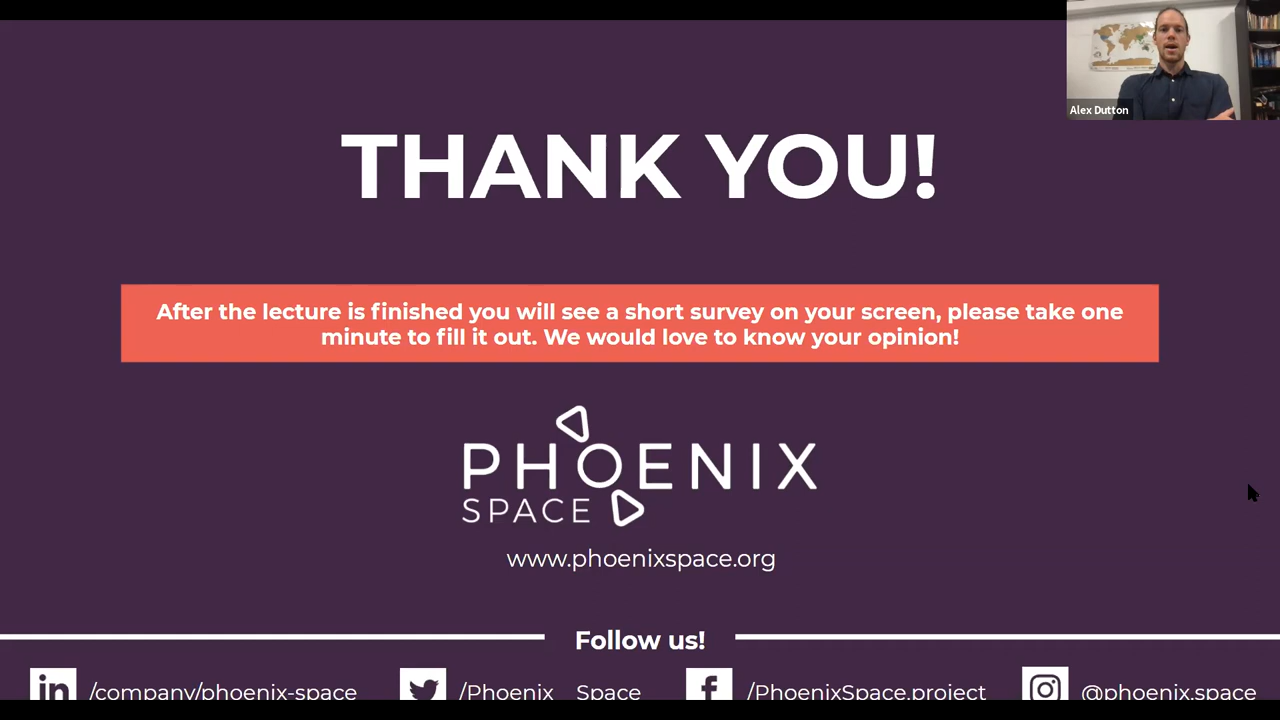 Alex Dutton
THANK YOU!
After the lecture is finished you will see a short survey on your screen, please take one
minute to fill it out. We would love to know your opinion!
PHOENIX
SPACE
www.phoenixspace.org
Follow us!
in /company/phoenix-space
/Phoenix__Space
f /PhoenixSpace.project
@phoenix.space